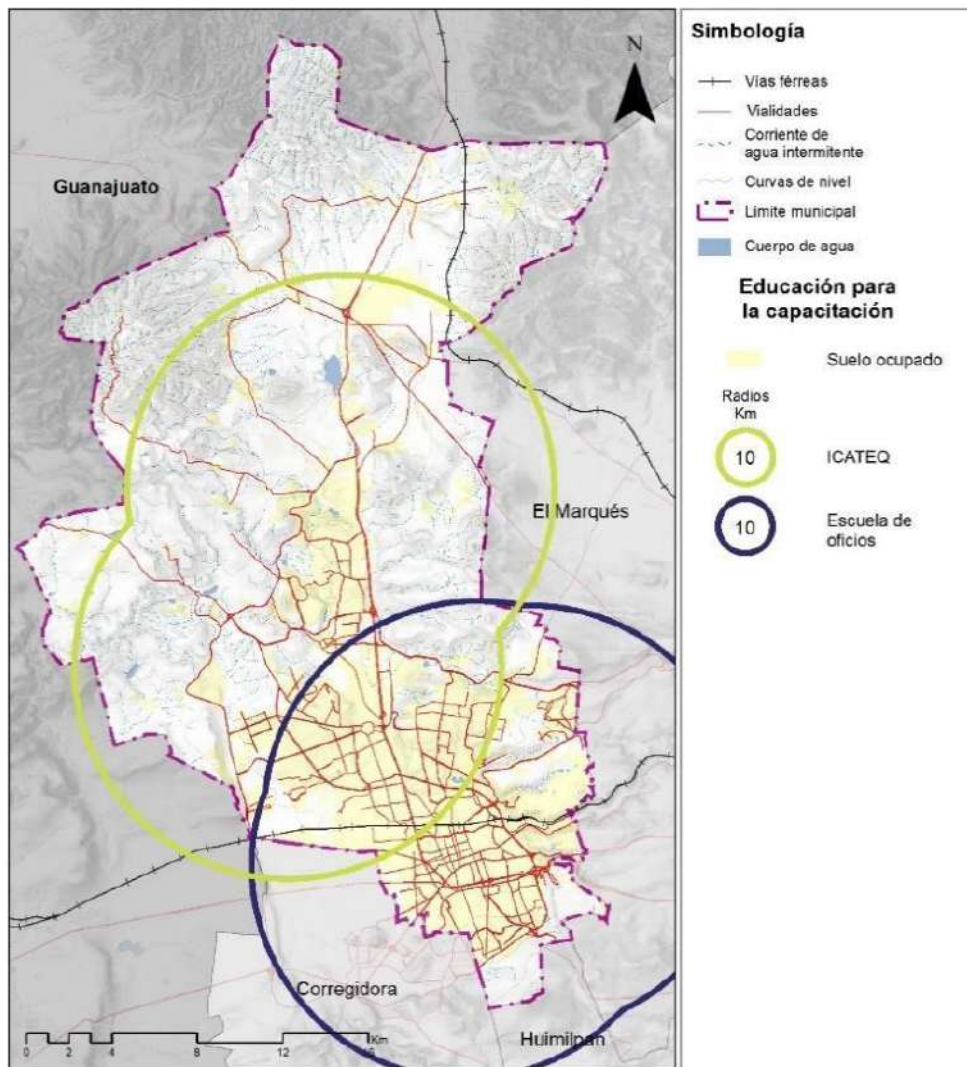 N
Guanajuato
El Marqués
Corregidora
Huimilpan
0 2 4 8 12
Km
Simbología
Vías férreas
Vialidades
Corriente de
agua intermitente
Curvas de nivel
Limite municipal
Cuerpo de agua
Educación para
la capacitación
Suelo ocupado
Radios
Km
10
ICATEQ
10
Escuela de
oficios